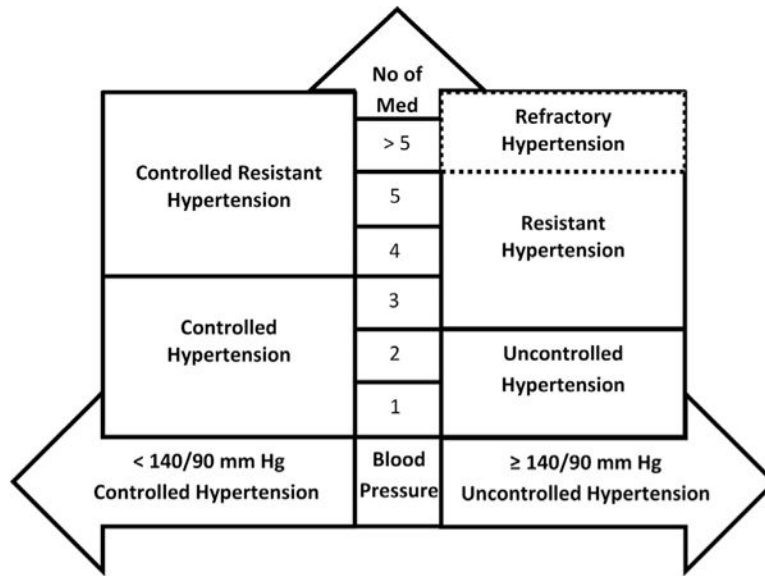 No of
Med
> 5
5
4
3
2
1
Controlled Resistant
Hypertension
Controlled
Hypertension
Refractory
Hypertension
Resistant
Hypertension
Uncontrolled
Hypertension
< 140/90 mm Hg
Controlled Hypertension
Blood
Pressure
≥ 140/90 mm Hg
Uncontrolled Hypertension